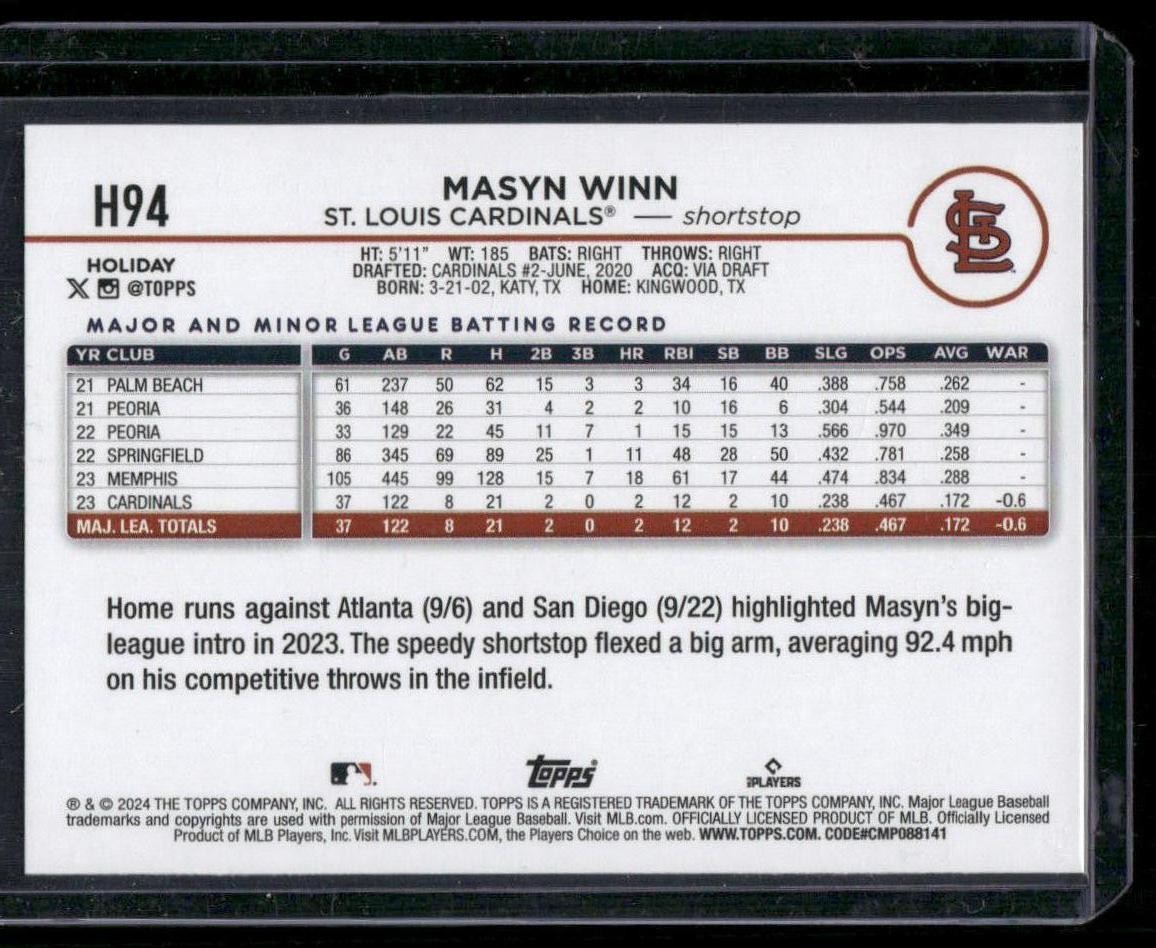 H94
MASYN WINN
ST. LOUIS CARDINALS® — shortstop
STL
HOLIDAY
X @TOPPS
HT: 5'11" WT: 185 BATS: RIGHT THROWS: RIGHT
DRAFTED: CARDINALS #2-JUNE, 2020 ACQ: VIA DRAFT
BORN: 3-21-02, KATY, TX HOME: KINGWOOD, TX
MAJOR AND MINOR LEAGUE BATTING RECORD
YR CLUB G AB R H 2B 3B HR RBI SB BB SLG OPS AVG WAR
21 PALM BEACH 61 237 50 62 15 3 3 34 16 40 .388 .758 .262 -
21 PEORIA 36 148 26 31 4 2 2 10 16 6 .304 .544 .209 -
22 PEORIA 33 129 22 45 11 7 1 15 15 13 .566 .970 .349 -
22 SPRINGFIELD 86 345 69 89 25 1 11 48 28 50 .432 .781 .258 -
23 MEMPHIS 105 445 99 128 15 7 18 61 17 44 .474 .834 .288 -
23 CARDINALS 37 122 8 21 2 0 2 12 2 10 .238 .467 .172 -0.6
MAJ. LEA. TOTALS 37 122 8 21 2 0 2 12 2 10 .238 .467 .172 -0.6
Home runs against Atlanta (9/6) and San Diego (9/22) highlighted Masyn's big-
league intro in 2023. The speedy shortstop flexed a big arm, averaging 92.4 mph
on his competitive throws in the infield.
Topps
PLAYERS
® & © 2024 THE TOPPS COMPANY, INC. ALL RIGHTS RESERVED. TOPPS IS A REGISTERED TRADEMARK OF THE TOPPS COMPANY, INC. Major League Baseball
trademarks and copyrights are used with permission of Major League Baseball. Visit MLB.com. OFFICIALLY LICENSED PRODUCT OF MLB. Officially Licensed
Product of MLB Players, Inc. Visit MLBPLAYERS.COM, the Players Choice on the web. WWW.TOPPS.COM. CODE#CMP088141